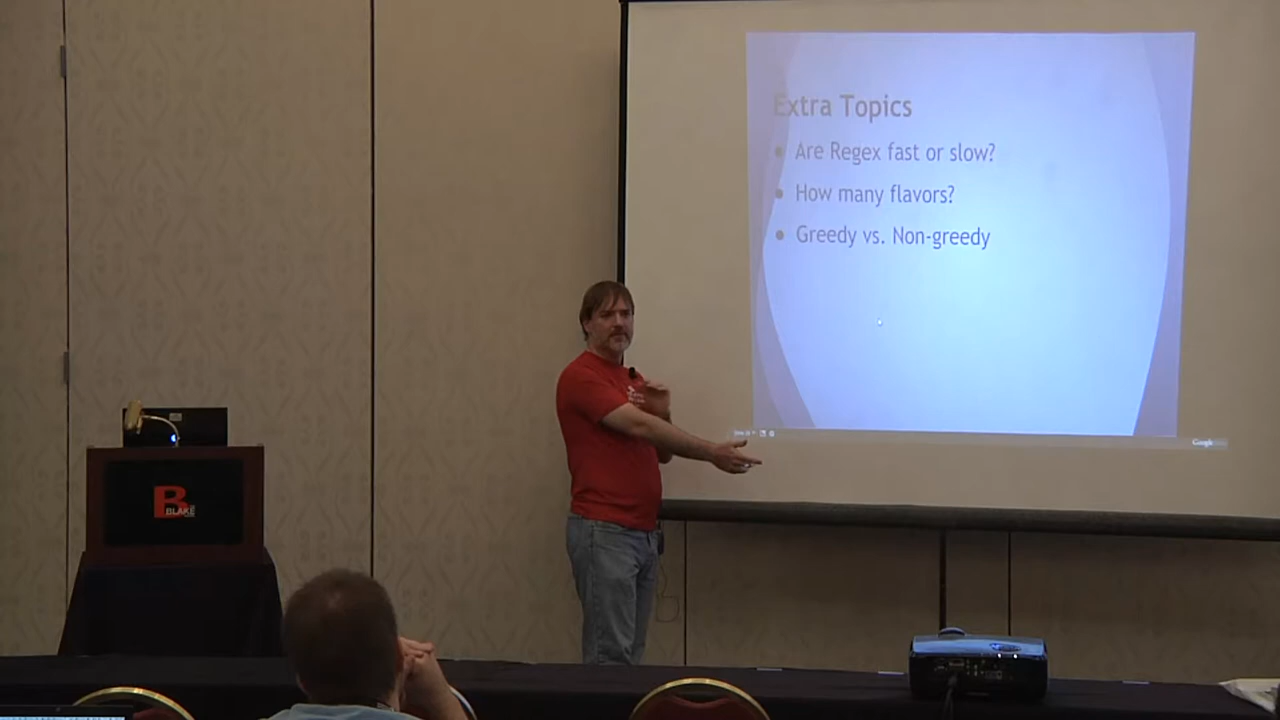 Extra Topics
Are Regex fast or slow?
How many flavors?
Greedy vs. Non-greedy
Google
B
BLAKE